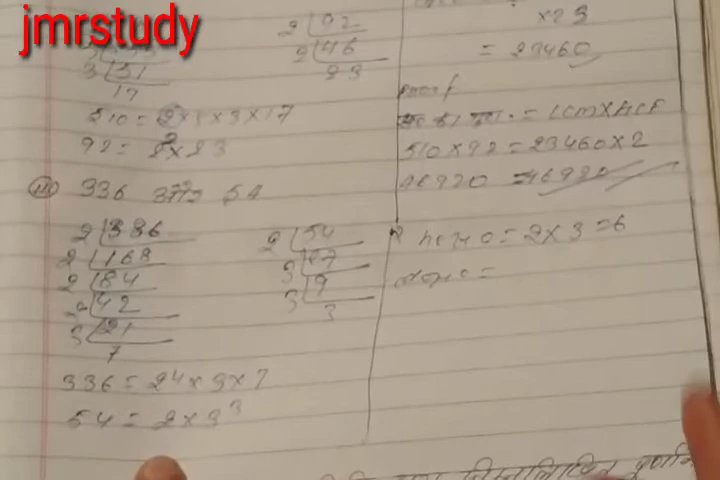 jmrstudy
2 92
2 46
23
3 51
17
510 = 2×5×3×17
92 = 2²×23
(iii) 336 और 54
2 336
2 168
2 84
2 42
3 21
7
2 54
3 27
3 9
3
336 = 2⁴×3×7
54 = 2×3³
×23
= 23460
Proof
= LCM×HCF
510×92 = 23460×2
46920 = 46920
म०स० = 2×3 = 6
ल०स० =
निम्नलिखित